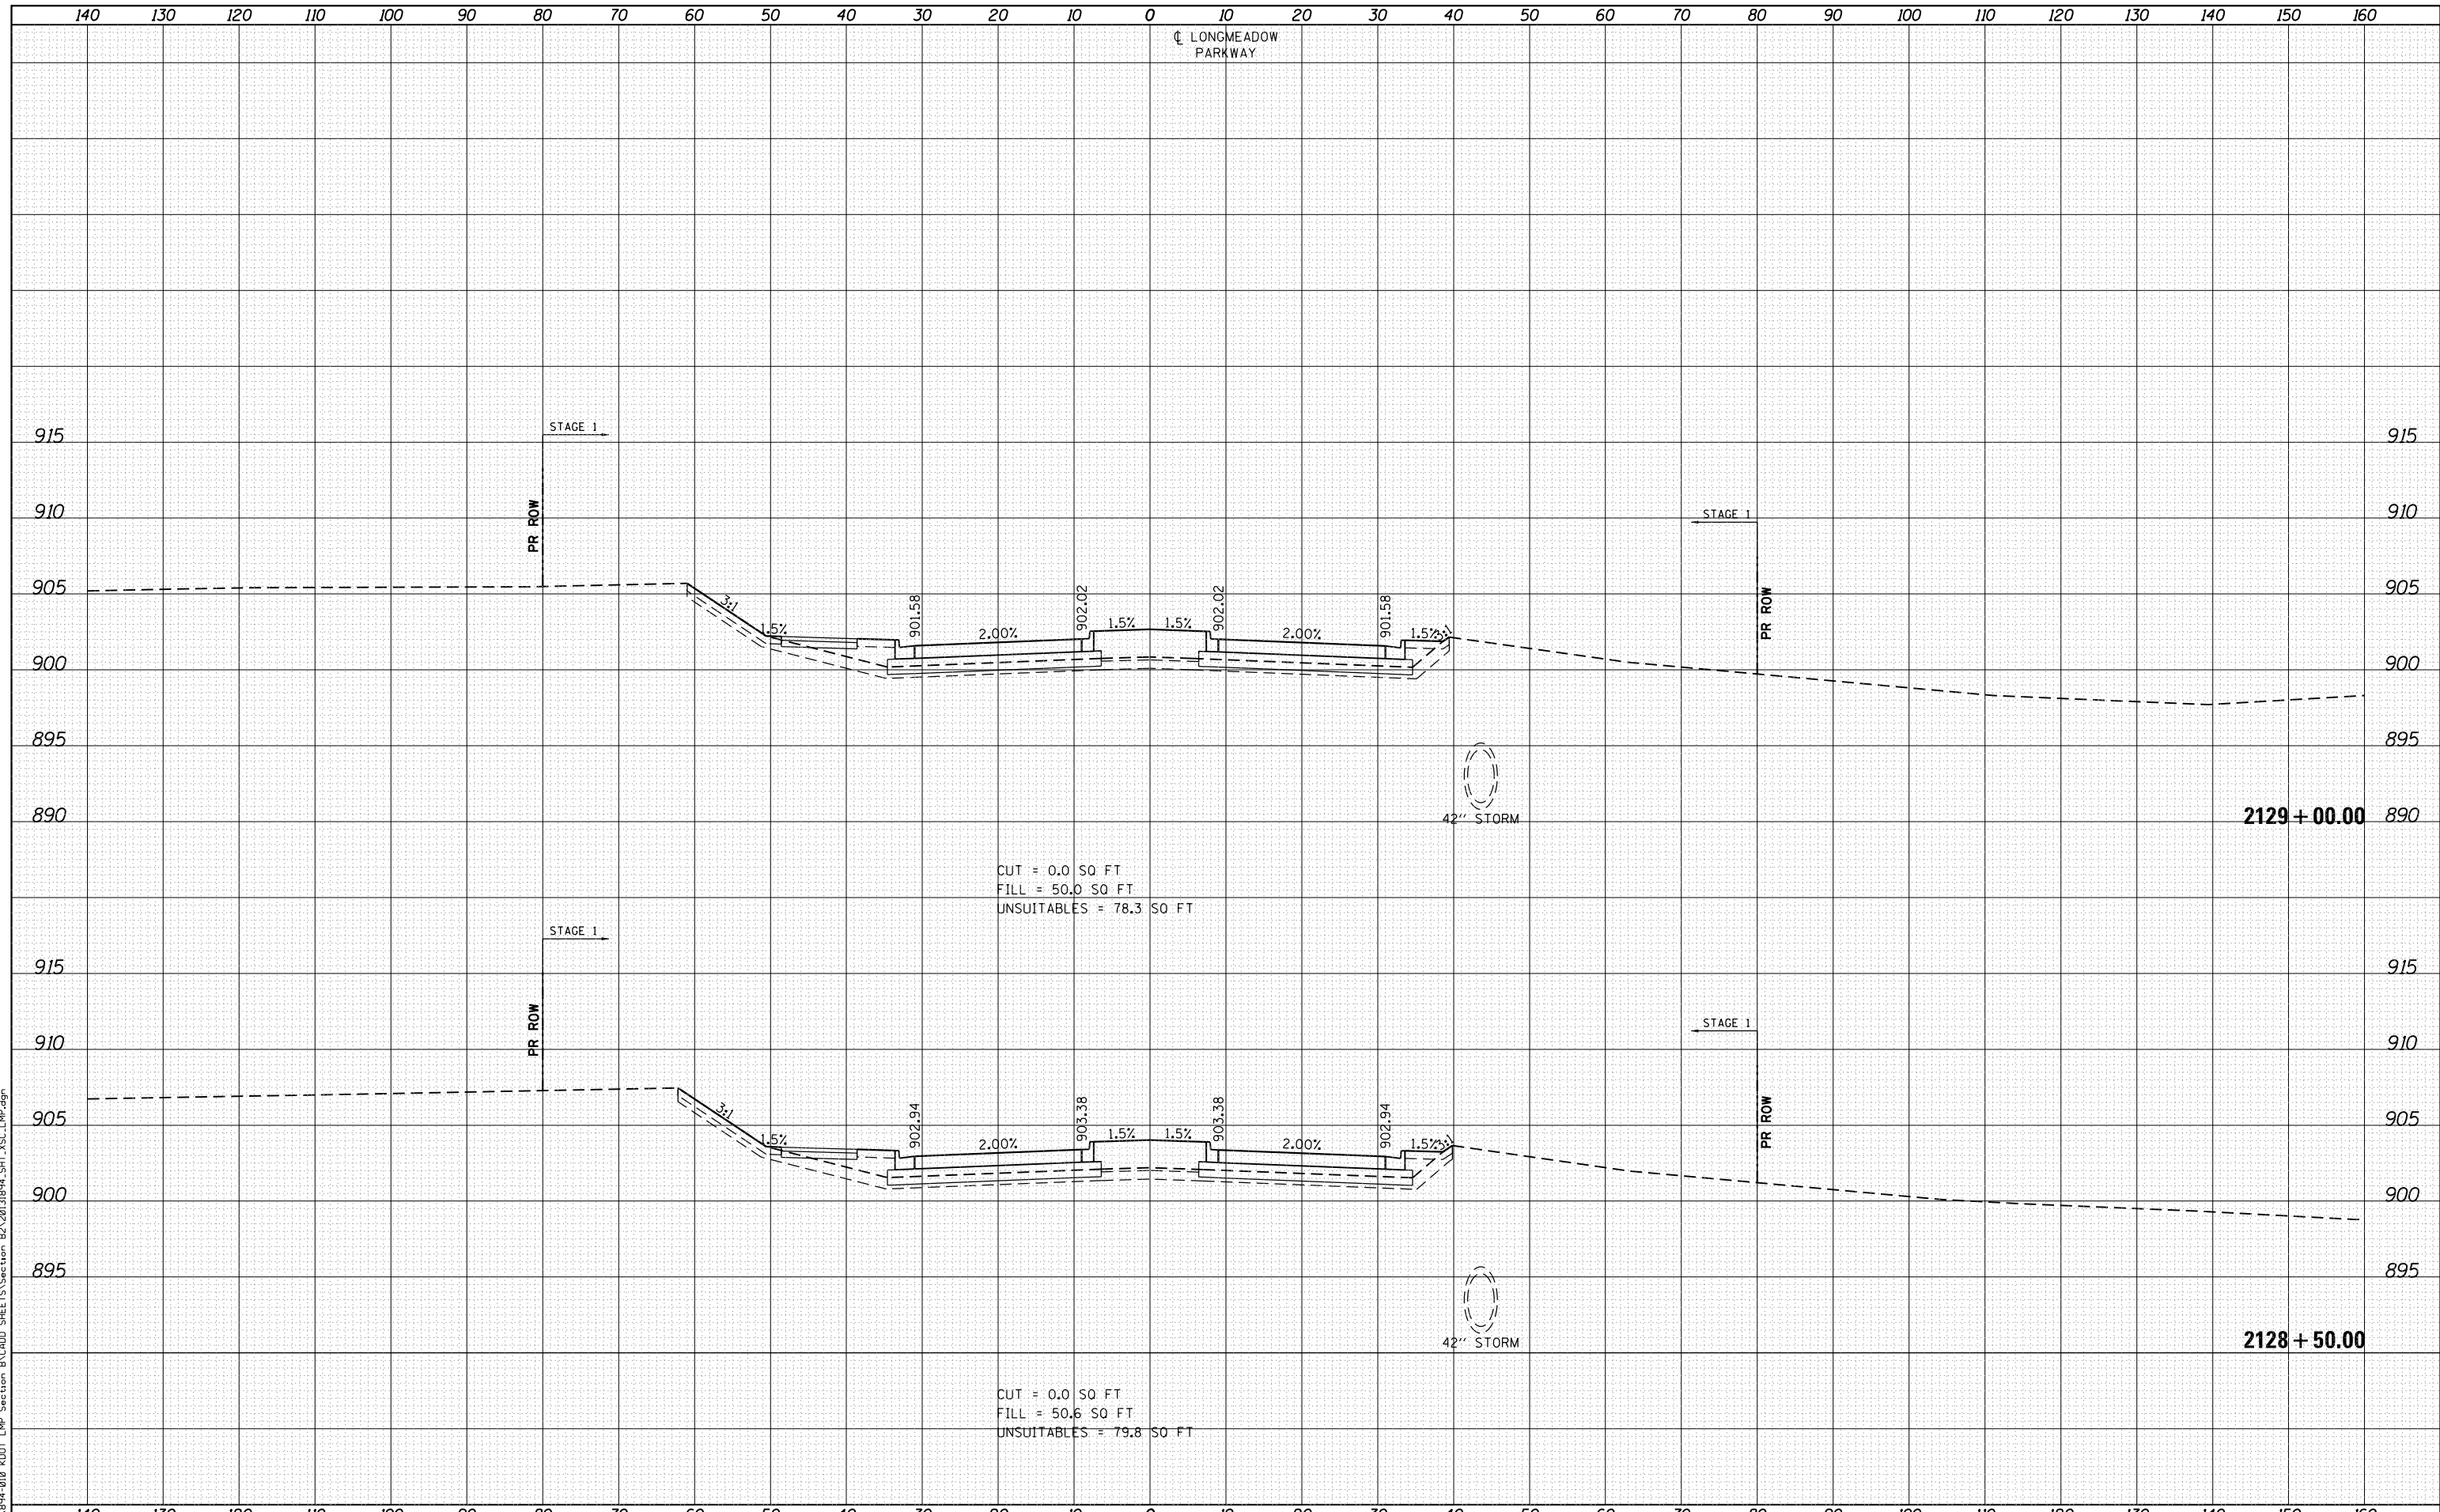 140 130 120 110 100 90 80 70 60 50 40 30 20 10 0 10 20 30 40 50 60 70 80 90 100 110 120 130 140 150 160
℄ LONGMEADOW
PARKWAY
915 STAGE 1 915
910 PR ROW STAGE 1 910
905 3:1 901.58 902.02 902.02 901.58 PR ROW 905
1.5% 2.00% 1.5% 1.5% 2.00% 1.5% 3:1
900 900
895 895
890 42'' STORM 2129+00.00 890
CUT = 0.0 SQ FT
FILL = 50.0 SQ FT
UNSUITABLES = 78.3 SQ FT
STAGE 1
915 915
910 PR ROW STAGE 1 910
905 3:1 902.94 903.38 903.38 902.94 PR ROW 905
1.5% 2.00% 1.5% 1.5% 2.00% 1.5% 3:1
900 900
895 895
42'' STORM 2128+50.00
CUT = 0.0 SQ FT
FILL = 50.6 SQ FT
UNSUITABLES = 79.8 SQ FT